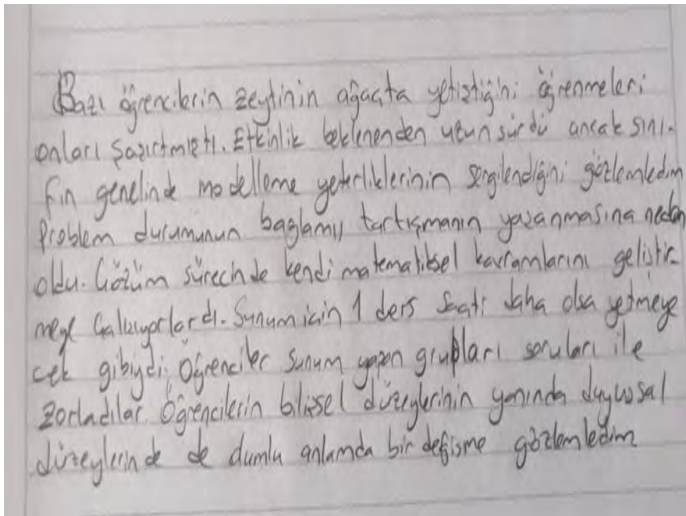 Bazı öğrencilerin zeytinin ağaçta yetiştiğini öğrenmeleri
onları şaşırtmıştı. Etkinlik beklenenden uzun sürdü ancak sını-
fın genelinde modelleme yeterliklerinin sergilendiğini gözlemledim
Problem durumunun bağlamı, tartışmanın yaşanmasına neden
oldu. Çözüm sürecinde kendi matematiksel kavramlarını geliştir-
meye çalışıyorlardı. Sunum için 1 ders saati daha olsa yetmeye
cek gibiydi. Öğrenciler sunum yapan grupları soruları ile
zorladılar. Öğrencilerin bilişsel düzeylerinin yanında duyuşsal
düzeylerinde de olumlu anlamda bir değişme gözlemledim